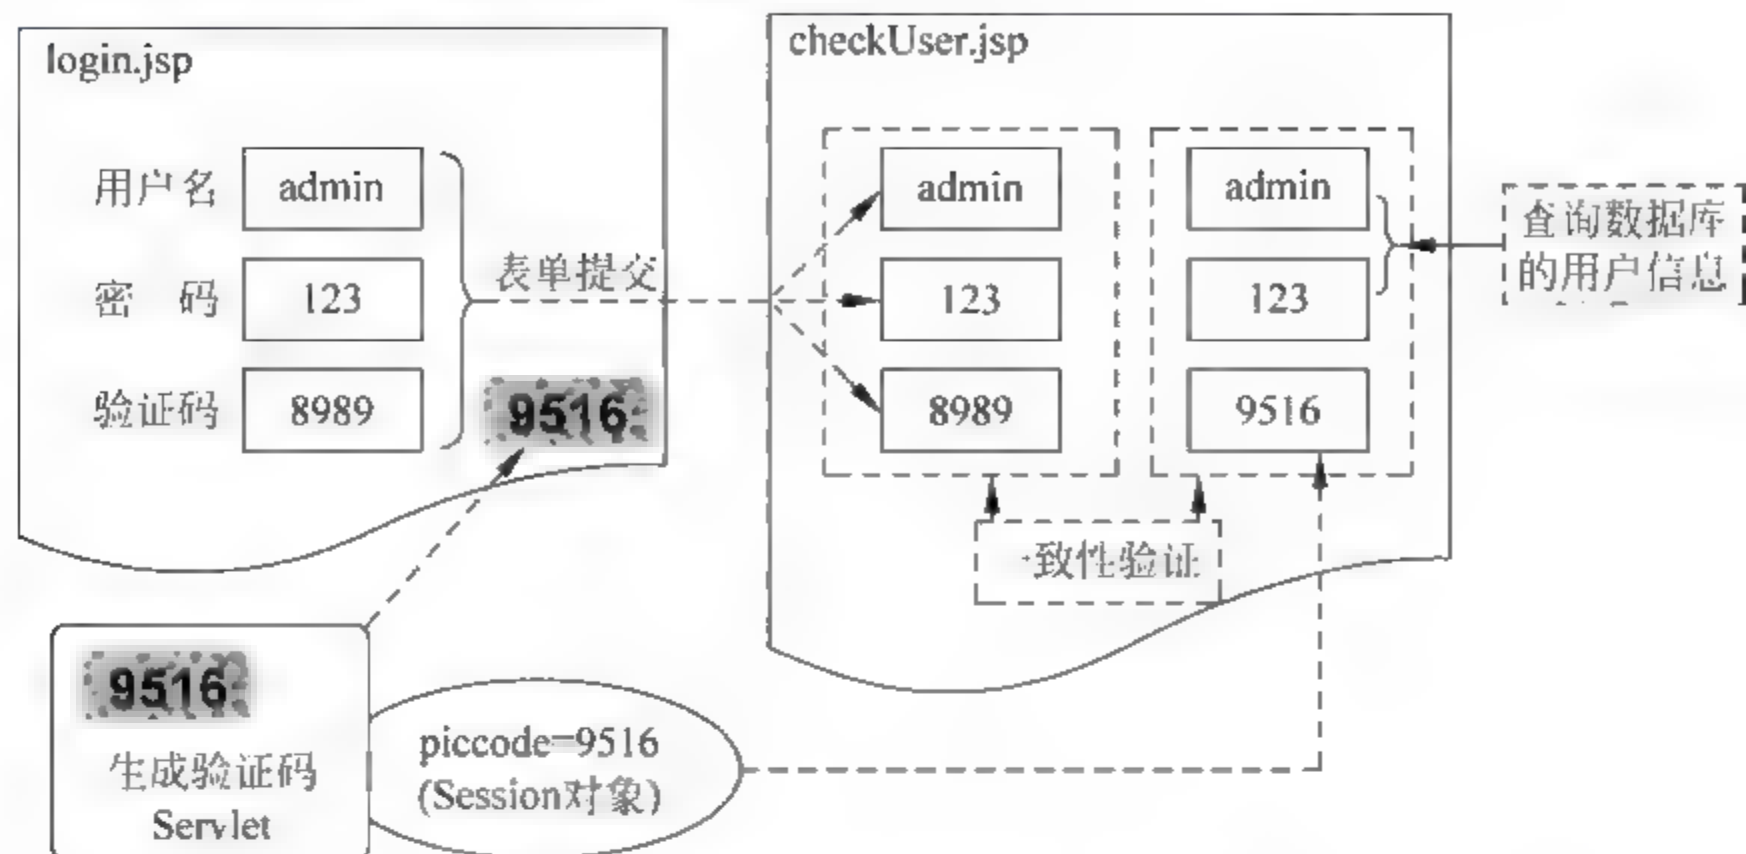 login.jsp
用户名
admin
密 码
123
验证码
8989
9516
表单提交
checkUser.jsp
admin
123
8989
admin
123
9516
查询数据库
的用户信息
一致性验证
9516
生成验证码
Servlet
piccode=9516
(Session对象)